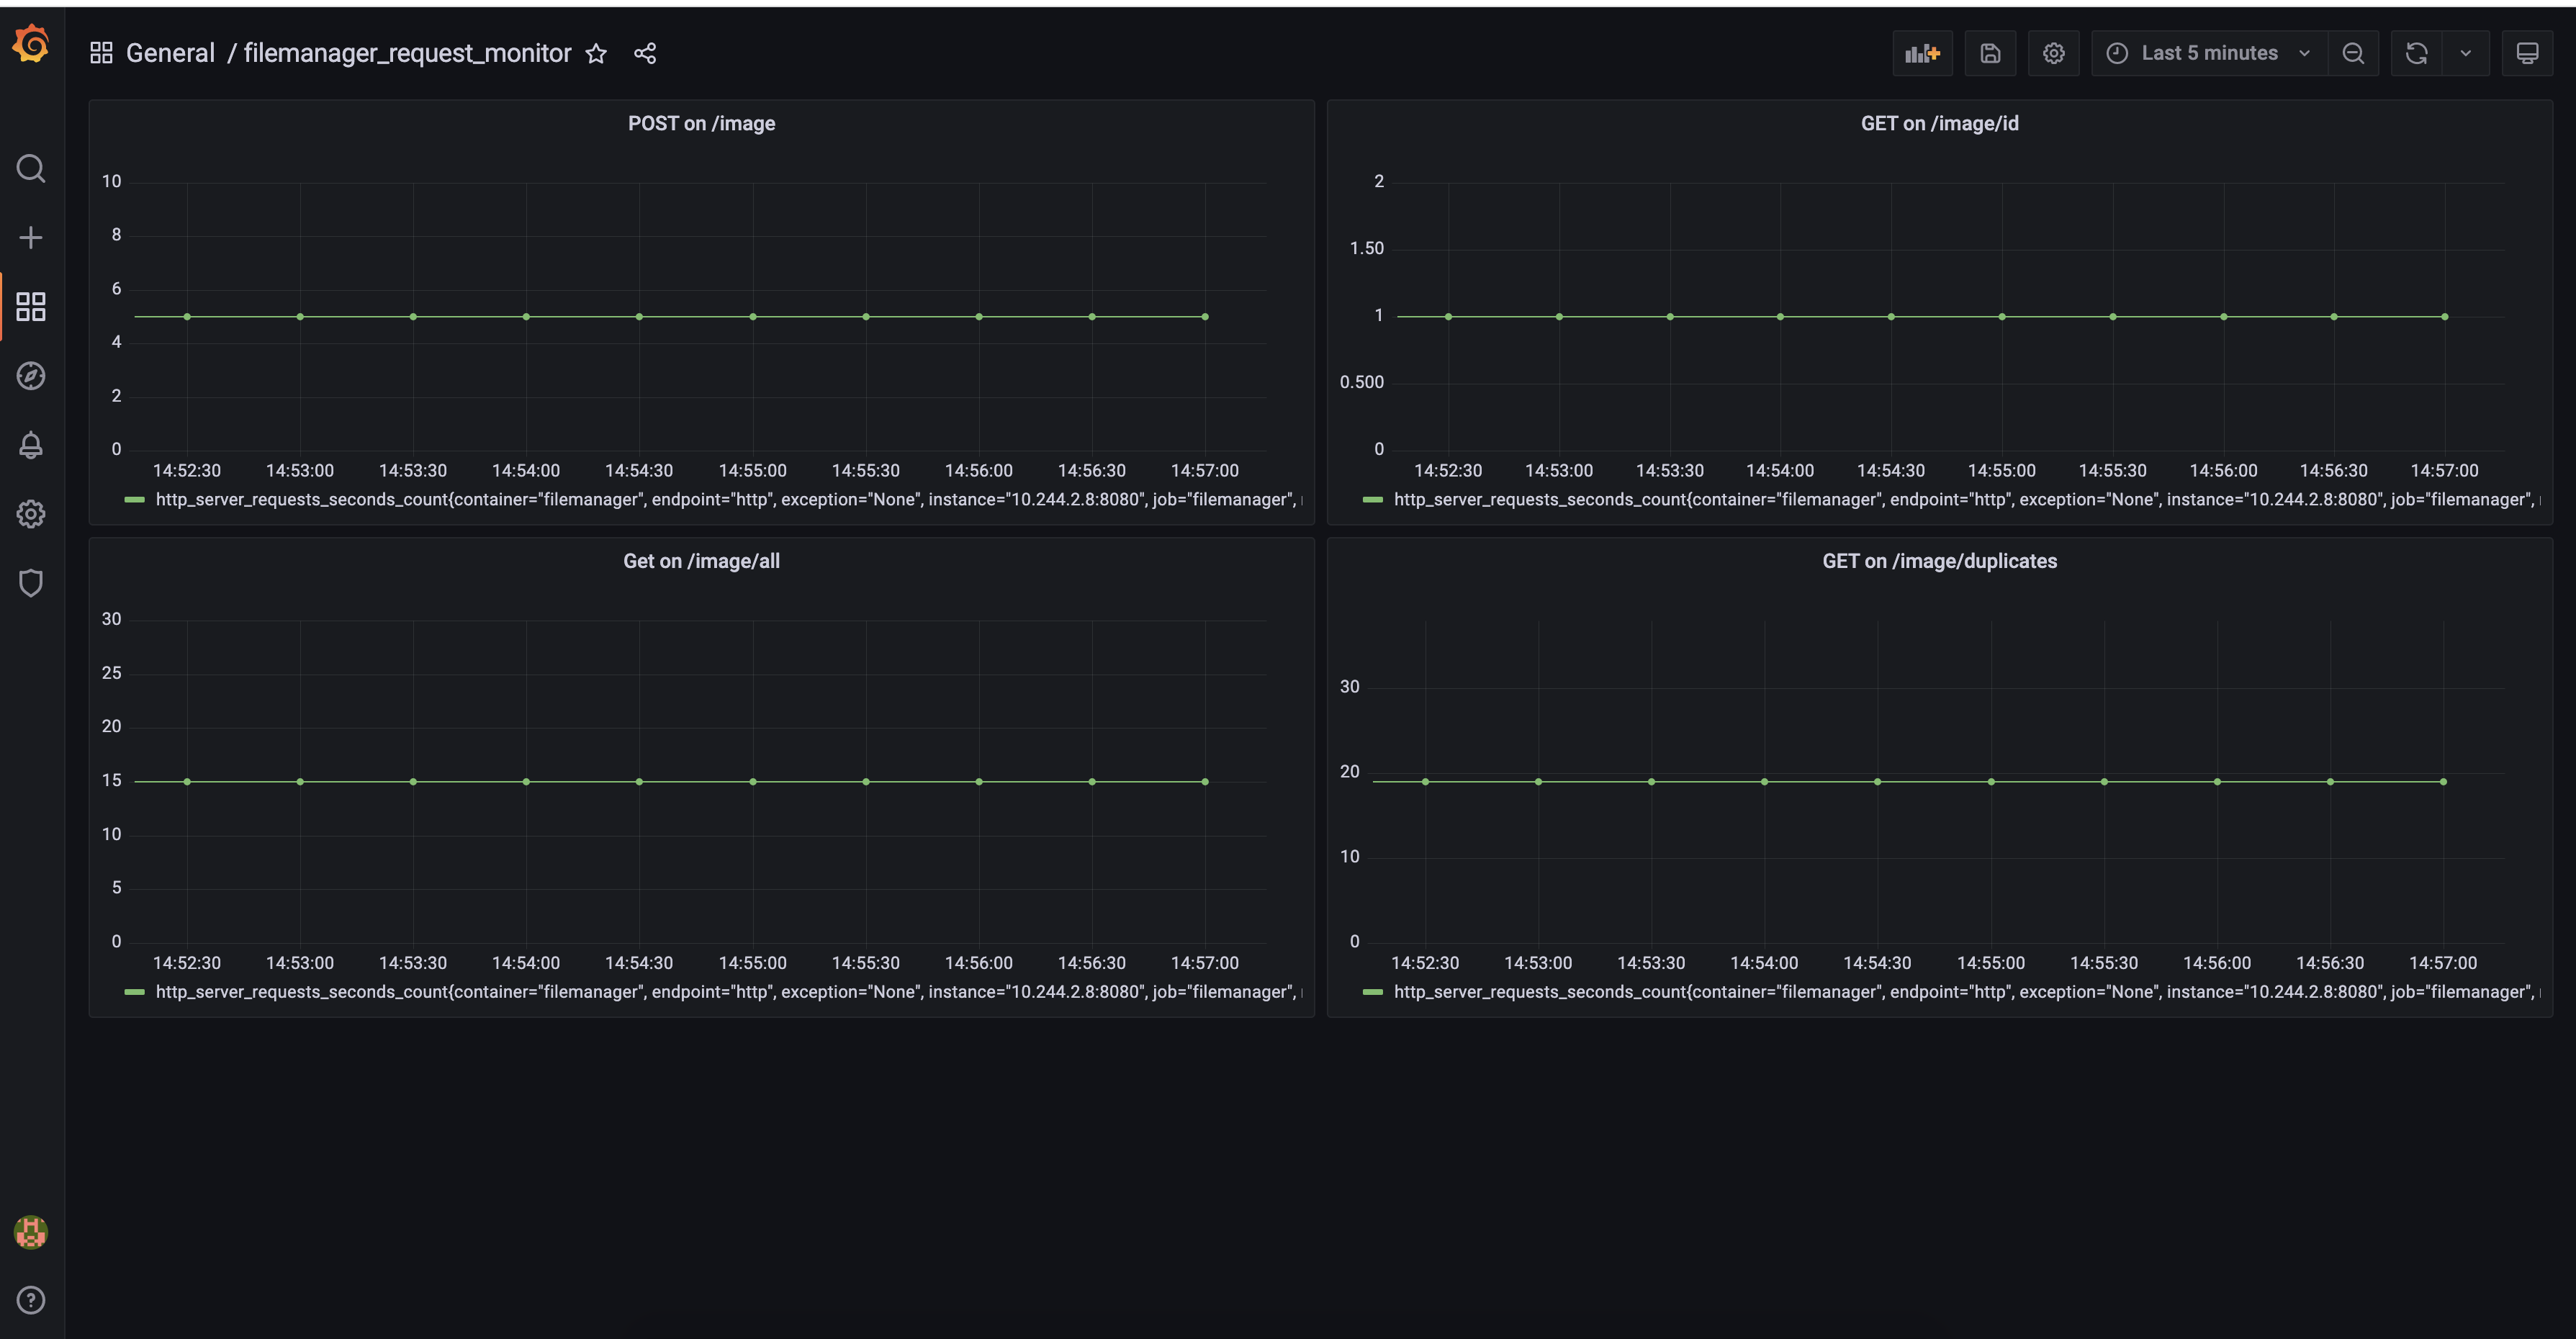 General / filemanager_request_monitor
Last 5 minutes
POST on /image
10
8
6
4
2
0
14:52:30 14:53:00 14:53:30 14:54:00 14:54:30 14:55:00 14:55:30 14:56:00 14:56:30 14:57:00
http_server_requests_seconds_count{container="filemanager", endpoint="http", exception="None", instance="10.244.2.8:8080", job="filemanager",
GET on /image/id
2
1.50
1
0.500
0
14:52:30 14:53:00 14:53:30 14:54:00 14:54:30 14:55:00 14:55:30 14:56:00 14:56:30 14:57:00
http_server_requests_seconds_count{container="filemanager", endpoint="http", exception="None", instance="10.244.2.8:8080", job="filemanager",
Get on /image/all
30
25
20
15
10
5
0
14:52:30 14:53:00 14:53:30 14:54:00 14:54:30 14:55:00 14:55:30 14:56:00 14:56:30 14:57:00
http_server_requests_seconds_count{container="filemanager", endpoint="http", exception="None", instance="10.244.2.8:8080", job="filemanager",
GET on /image/duplicates
30
20
10
0
14:52:30 14:53:00 14:53:30 14:54:00 14:54:30 14:55:00 14:55:30 14:56:00 14:56:30 14:57:00
http_server_requests_seconds_count{container="filemanager", endpoint="http", exception="None", instance="10.244.2.8:8080", job="filemanager",